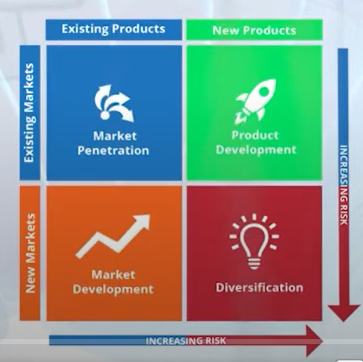 Existing Products
New Products
Existing Markets
Market
Penetration
Product
Development
New Markets
Market
Development
Diversification
INCREASING RISK
INCREASING RISK